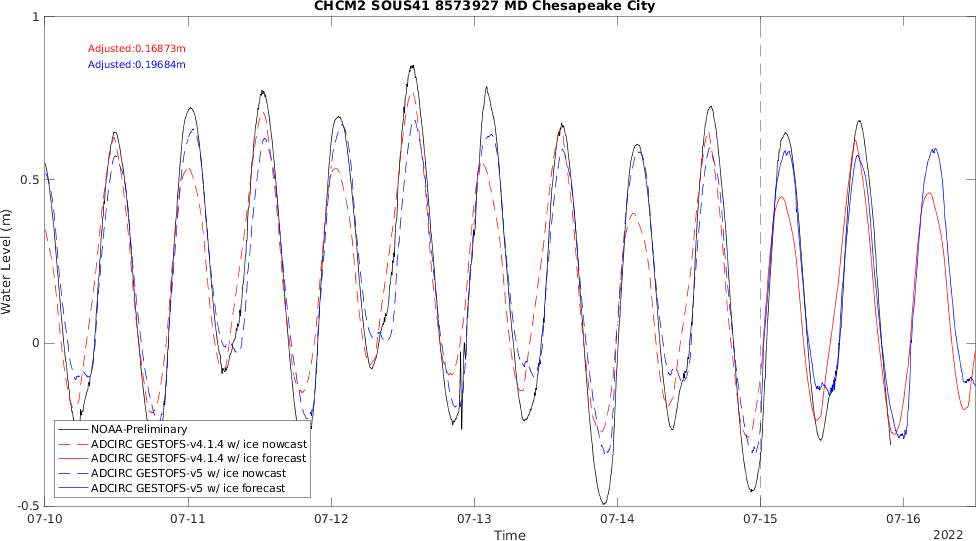 CHCM2 SOUS41 8573927 MD Chesapeake City
1
Adjusted:0.16873m
Adjusted:0.19684m
0.5
Water Level (m)
0
NOAA-Preliminary
ADCIRC GESTOFS-v4.1.4 w/ ice nowcast
ADCIRC GESTOFS-v4.1.4 w/ ice forecast
ADCIRC GESTOFS-v5 w/ ice nowcast
ADCIRC GESTOFS-v5 w/ ice forecast
-0.5
07-10 07-11 07-12 07-13 07-14 07-15 07-16
Time
2022